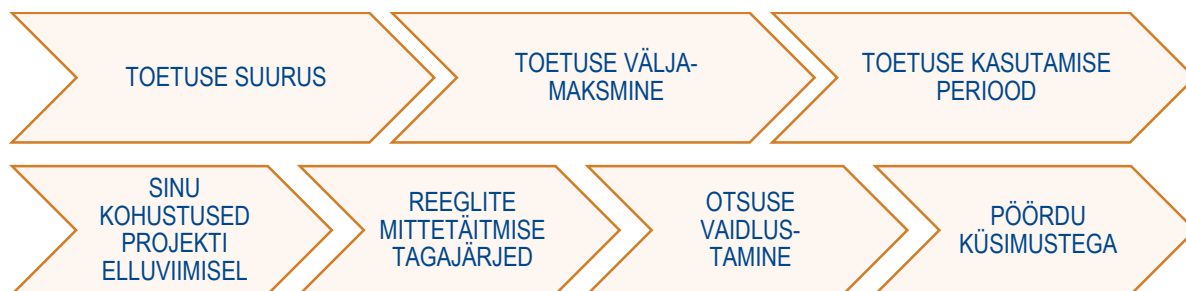 TOETUSE SUURUS
TOETUSE VÄLJA-
MAKSMINE
TOETUSE KASUTAMISE
PERIOOD
SINU
KOHUSTUSED
PROJEKTI
ELLUVIIMISEL
REEGLITE
MITTETÄITMISE
TAGAJÄRJED
OTSUSE
VAIDLUS-
TAMINE
PÖÖRDU
KÜSIMUSTEGA